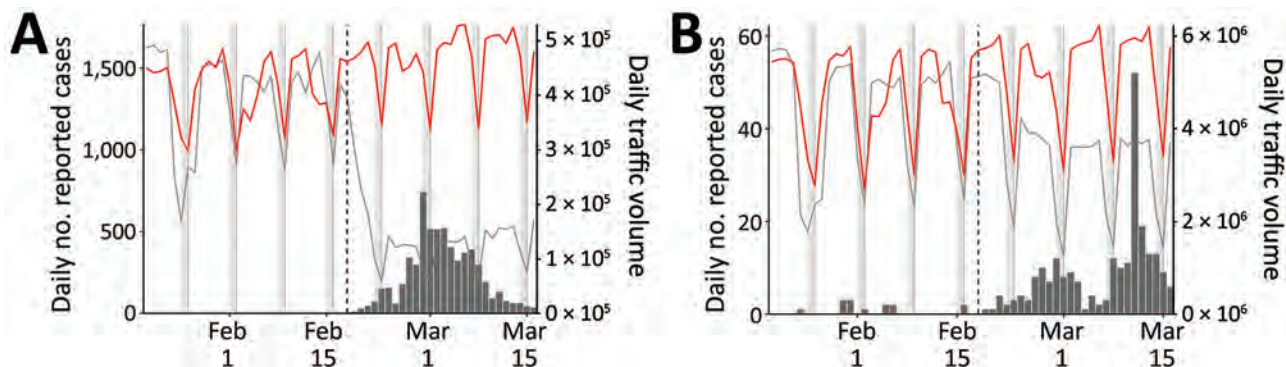 A
Daily no. reported cases
1,500
1,000
500
0
5 × 10⁵
4 × 10⁵
3 × 10⁵
2 × 10⁵
1 × 10⁵
0 × 10⁵
Daily traffic volume
Feb Feb Mar Mar
1 15 1 15
B
Daily no. reported cases
60
40
20
0
6 × 10⁶
4 × 10⁶
2 × 10⁶
0 × 10⁶
Daily traffic volume
Feb Feb Mar Mar
1 15 1 15